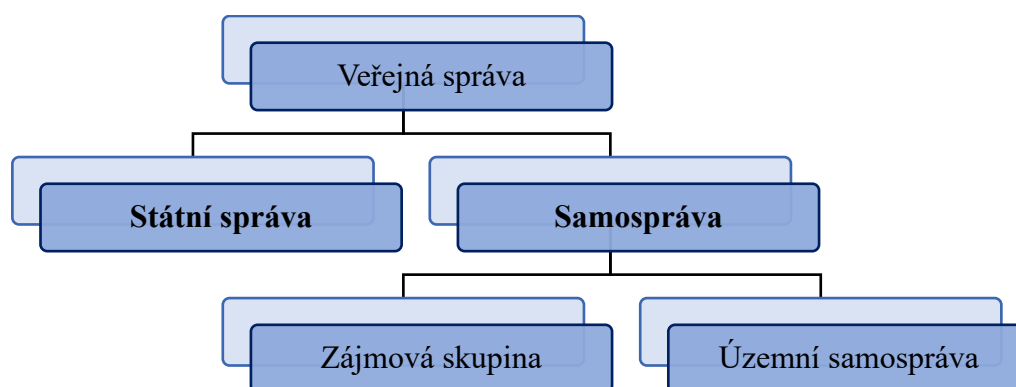 Veřejná správa
Státní správa
Samospráva
Zájmová skupina
Územní samospráva